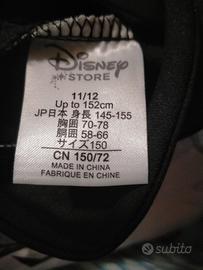 Disney
STORE
11/12
Up to 152cm
JP日本 身長 145-155
胸囲 70-78
胴囲 58-66
サイズ150
CN 150/72
MADE IN CHINA
FABRIQUE EN CHINE
subito